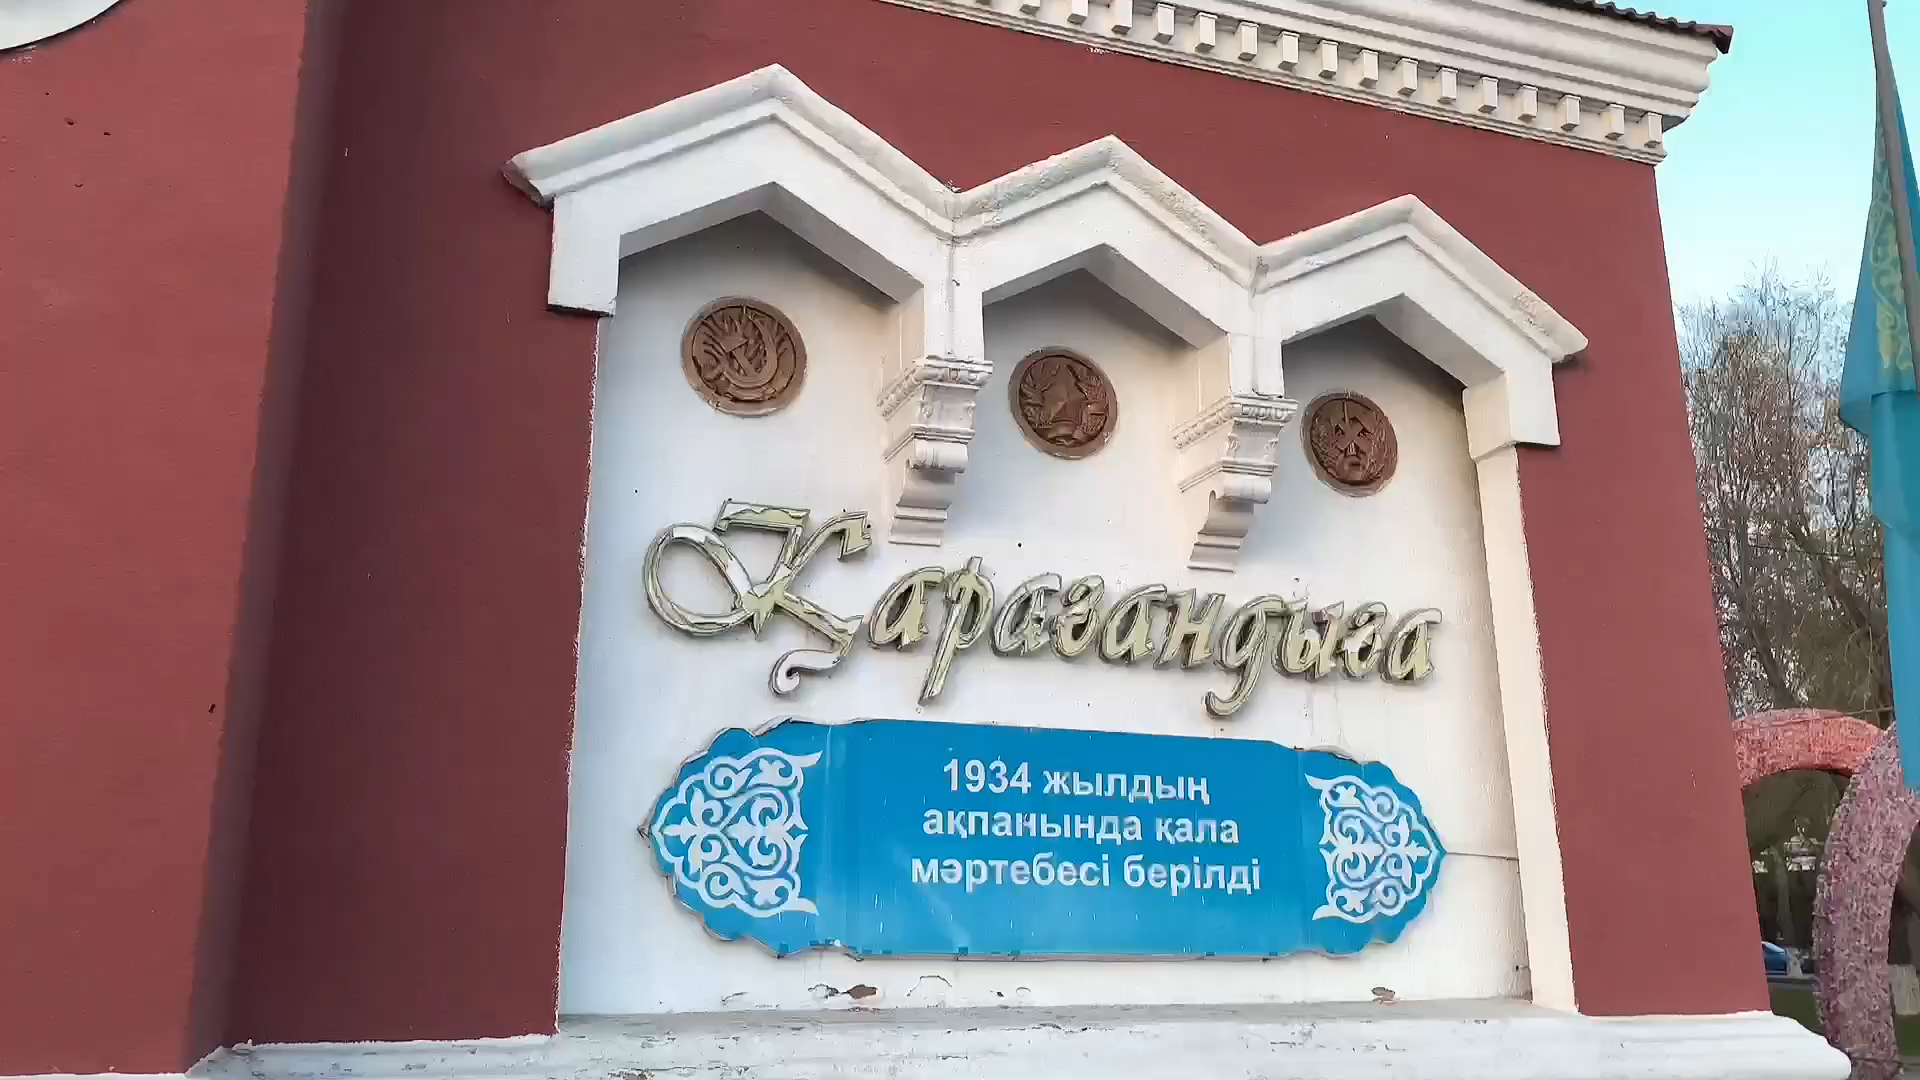 Қарағандыға
1934 жылдың
ақпанында қала
мәртебесі берілді